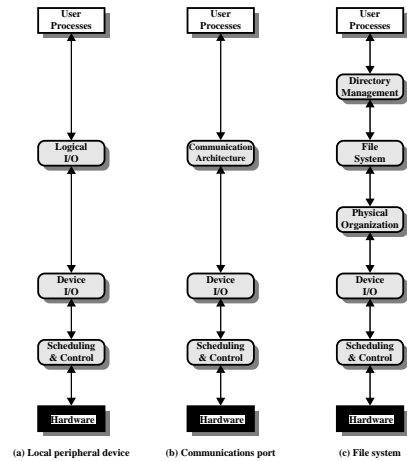 User
Processes
Logical
I/O
Device
I/O
Scheduling
& Control
Hardware
(a) Local peripheral device
User
Processes
Communication
Architecture
Device
I/O
Scheduling
& Control
Hardware
(b) Communications port
User
Processes
Directory
Management
File
System
Physical
Organization
Device
I/O
Scheduling
& Control
Hardware
(c) File system